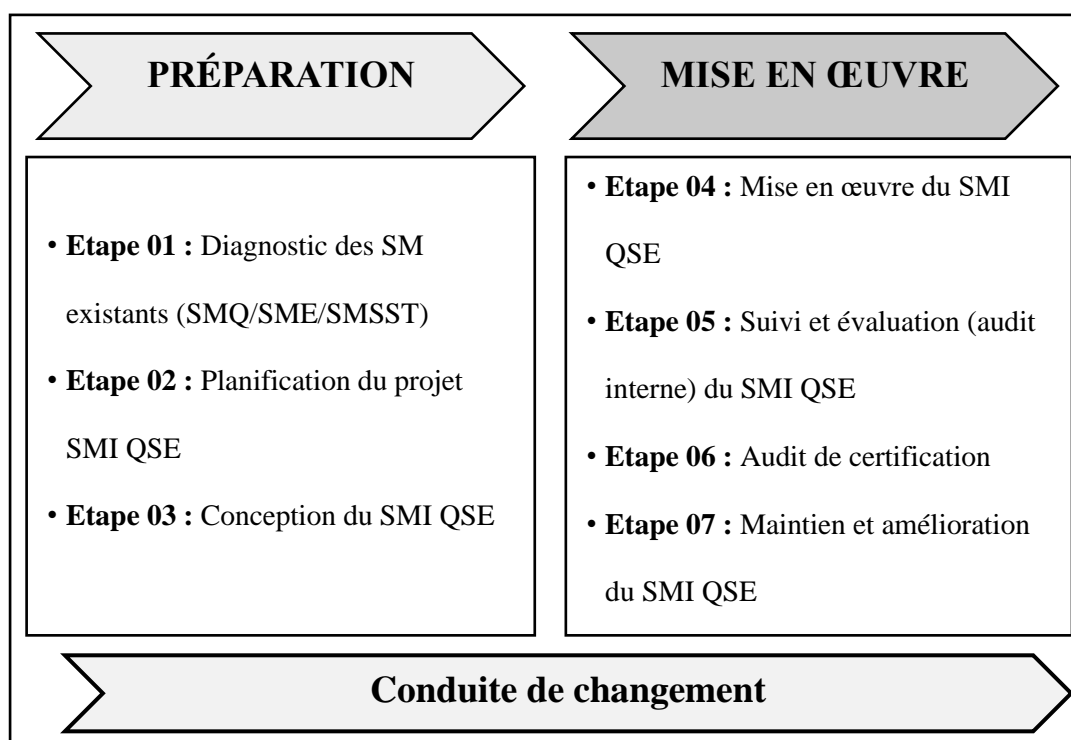 PRÉPARATION
MISE EN ŒUVRE
• Etape 01 : Diagnostic des SM
existants (SMQ/SME/SMSST)
• Etape 02 : Planification du projet
SMI QSE
• Etape 03 : Conception du SMI QSE
• Etape 04 : Mise en œuvre du SMI
QSE
• Etape 05 : Suivi et évaluation (audit
interne) du SMI QSE
• Etape 06 : Audit de certification
• Etape 07 : Maintien et amélioration
du SMI QSE
Conduite de changement